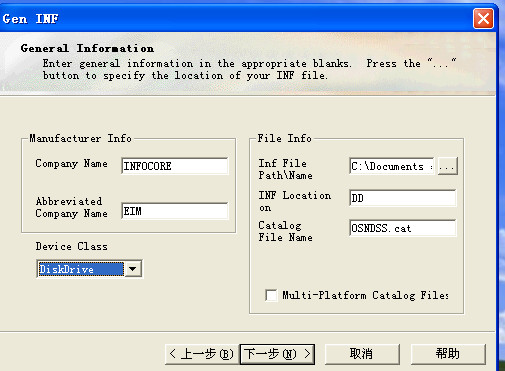 Gen INF
General Information
Enter general information in the appropriate blanks. Press the "..."
button to specify the location of your INF file.
Manufacturer Info
Company Name INFOCORE
Abbreviated
Company Name EIM
Device Class
DiskDrive
File Info
Inf File
Path\Name C:\Documents ...
INF Location
on DD
Catalog
File Name OSNDSS.cat
Multi-Platform Catalog Files
< 上一步(B) 下一步(N) > 取消 帮助